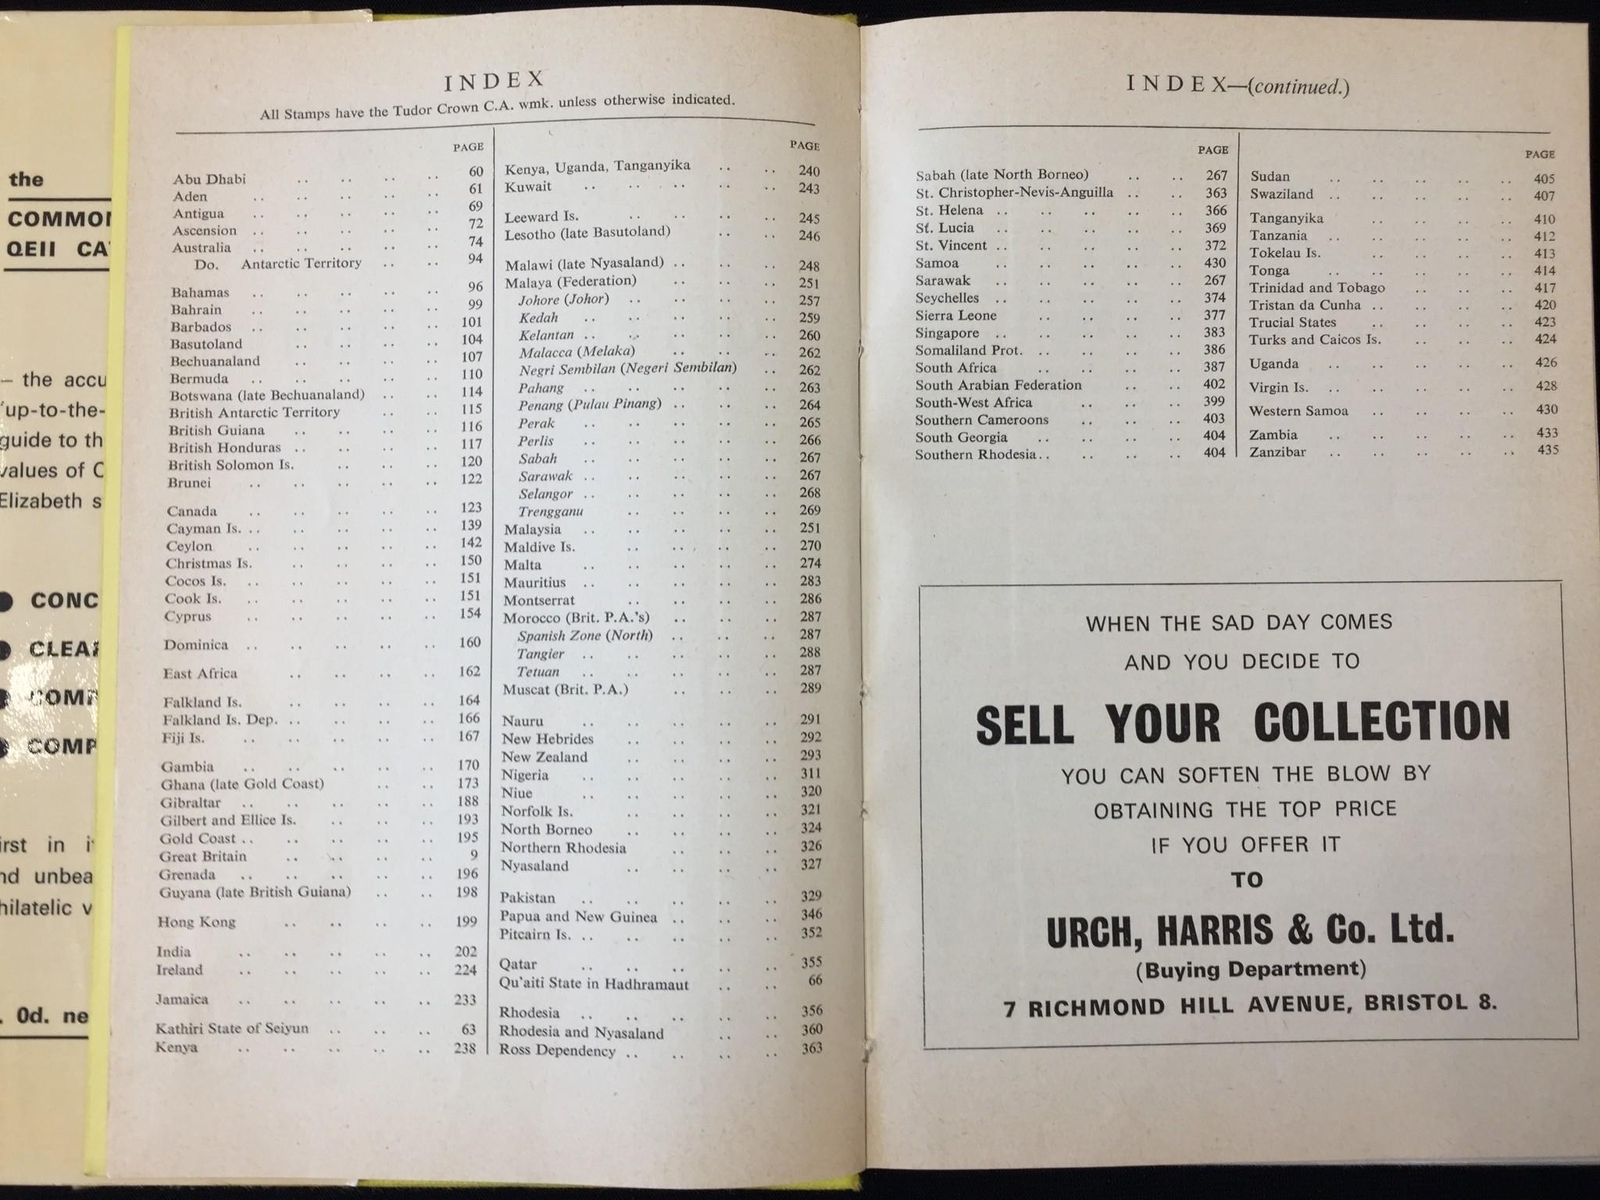 the
COMMO
QEII CA
– the accu
'up-to-the-
guide to th
values of C
Elizabeth s
CONC
CLEA
COMP
COMP
irst in i
nd unbea
hilatelic v
. 0d. ne
INDEX
All Stamps have the Tudor Crown C.A. wmk. unless otherwise indicated.
PAGE
Abu Dhabi .. .. .. .. 60
Aden .. .. .. .. .. 61
Antigua .. .. .. .. .. 69
Ascension .. .. .. .. .. 72
Australia .. .. .. .. .. 74
Do. Antarctic Territory .. .. 94
Bahamas .. .. .. .. .. 96
Bahrain .. .. .. .. .. 99
Barbados .. .. .. .. .. 101
Basutoland .. .. .. .. 104
Bechuanaland .. .. .. .. 107
Bermuda .. .. .. .. .. 110
Botswana (late Bechuanaland) .. .. 114
British Antarctic Territory .. .. 115
British Guiana .. .. .. .. 116
British Honduras .. .. .. .. 117
British Solomon Is. .. .. .. 120
Brunei .. .. .. .. .. 122
Canada .. .. .. .. .. 123
Cayman Is. .. .. .. .. .. 139
Ceylon .. .. .. .. .. 142
Christmas Is. .. .. .. .. 150
Cocos Is. .. .. .. .. .. 151
Cook Is. .. .. .. .. .. 151
Cyprus .. .. .. .. .. 154
Dominica .. .. .. .. .. 160
East Africa .. .. .. .. 162
Falkland Is. .. .. .. .. 164
Falkland Is. Dep. .. .. .. .. 166
Fiji Is. .. .. .. .. .. 167
Gambia .. .. .. .. .. 170
Ghana (late Gold Coast) .. .. 173
Gibraltar .. .. .. .. .. 188
Gilbert and Ellice Is. .. .. .. 193
Gold Coast .. .. .. .. .. 195
Great Britain .. .. .. .. 9
Grenada .. .. .. .. .. 196
Guyana (late British Guiana) .. .. 198
Hong Kong .. .. .. .. 199
India .. .. .. .. .. 202
Ireland .. .. .. .. .. 224
Jamaica .. .. .. .. .. 233
Kathiri State of Seiyun .. .. .. 63
Kenya .. .. .. .. .. 238
PAGE
Kenya, Uganda, Tanganyika .. .. 240
Kuwait .. .. .. .. .. 243
Leeward Is. .. .. .. .. 245
Lesotho (late Basutoland) .. .. 246
Malawi (late Nyasaland) .. .. .. 248
Malaya (Federation) .. .. .. 251
Johore (Johor) .. .. .. .. 257
Kedah .. .. .. .. .. 259
Kelantan .. .. .. .. .. 260
Malacca (Melaka) .. .. .. 262
Negri Sembilan (Negeri Sembilan) .. 262
Pahang .. .. .. .. .. 263
Penang (Pulau Pinang) .. .. .. 264
Perak .. .. .. .. .. 265
Perlis .. .. .. .. .. 266
Sabah .. .. .. .. .. 267
Sarawak .. .. .. .. .. 267
Selangor .. .. .. .. .. 268
Trengganu .. .. .. .. 269
Malaysia .. .. .. .. .. 251
Maldive Is. .. .. .. .. 270
Malta .. .. .. .. .. 274
Mauritius .. .. .. .. .. 283
Montserrat .. .. .. .. 286
Morocco (Brit. P.A.'s) .. .. .. 287
Spanish Zone (North) .. .. .. 287
Tangier .. .. .. .. .. 288
Tetuan .. .. .. .. .. 287
Muscat (Brit. P.A.) .. .. .. 289
Nauru .. .. .. .. .. 291
New Hebrides .. .. .. .. 292
New Zealand .. .. .. .. 293
Nigeria .. .. .. .. .. 311
Niue .. .. .. .. .. 320
Norfolk Is. .. .. .. .. 321
North Borneo .. .. .. .. 324
Northern Rhodesia .. .. .. 326
Nyasaland .. .. .. .. 327
Pakistan .. .. .. .. .. 329
Papua and New Guinea .. .. .. 346
Pitcairn Is. .. .. .. .. .. 352
Qatar .. .. .. .. .. 355
Qu'aiti State in Hadhramaut .. .. 66
Rhodesia .. .. .. .. .. 356
Rhodesia and Nyasaland .. .. 360
Ross Dependency .. .. .. .. 363
INDEX—(continued.)
PAGE
Sabah (late North Borneo) .. .. 267
St. Christopher-Nevis-Anguilla .. .. 363
St. Helena .. .. .. .. .. 366
St. Lucia .. .. .. .. .. 369
St. Vincent .. .. .. .. .. 372
Samoa .. .. .. .. .. 430
Sarawak .. .. .. .. .. 267
Seychelles .. .. .. .. .. 374
Sierra Leone .. .. .. .. 377
Singapore .. .. .. .. .. 383
Somaliland Prot. .. .. .. .. 386
South Africa .. .. .. .. 387
South Arabian Federation .. .. 402
South-West Africa .. .. .. 399
Southern Cameroons .. .. .. 403
South Georgia .. .. .. .. 404
Southern Rhodesia .. .. .. .. 404
PAGE
Sudan .. .. .. .. .. 405
Swaziland .. .. .. .. .. 407
Tanganyika .. .. .. .. 410
Tanzania .. .. .. .. .. 412
Tokelau Is. .. .. .. .. 413
Tonga .. .. .. .. .. 414
Trinidad and Tobago .. .. .. 417
Tristan da Cunha .. .. .. .. 420
Trucial States .. .. .. .. 423
Turks and Caicos Is. .. .. .. 424
Uganda .. .. .. .. .. 426
Virgin Is. .. .. .. .. .. 428
Western Samoa .. .. .. .. 430
Zambia .. .. .. .. .. 433
Zanzibar .. .. .. .. .. 435
WHEN THE SAD DAY COMES
AND YOU DECIDE TO
SELL YOUR COLLECTION
YOU CAN SOFTEN THE BLOW BY
OBTAINING THE TOP PRICE
IF YOU OFFER IT
TO
URCH, HARRIS & Co. Ltd.
(Buying Department)
7 RICHMOND HILL AVENUE, BRISTOL 8.